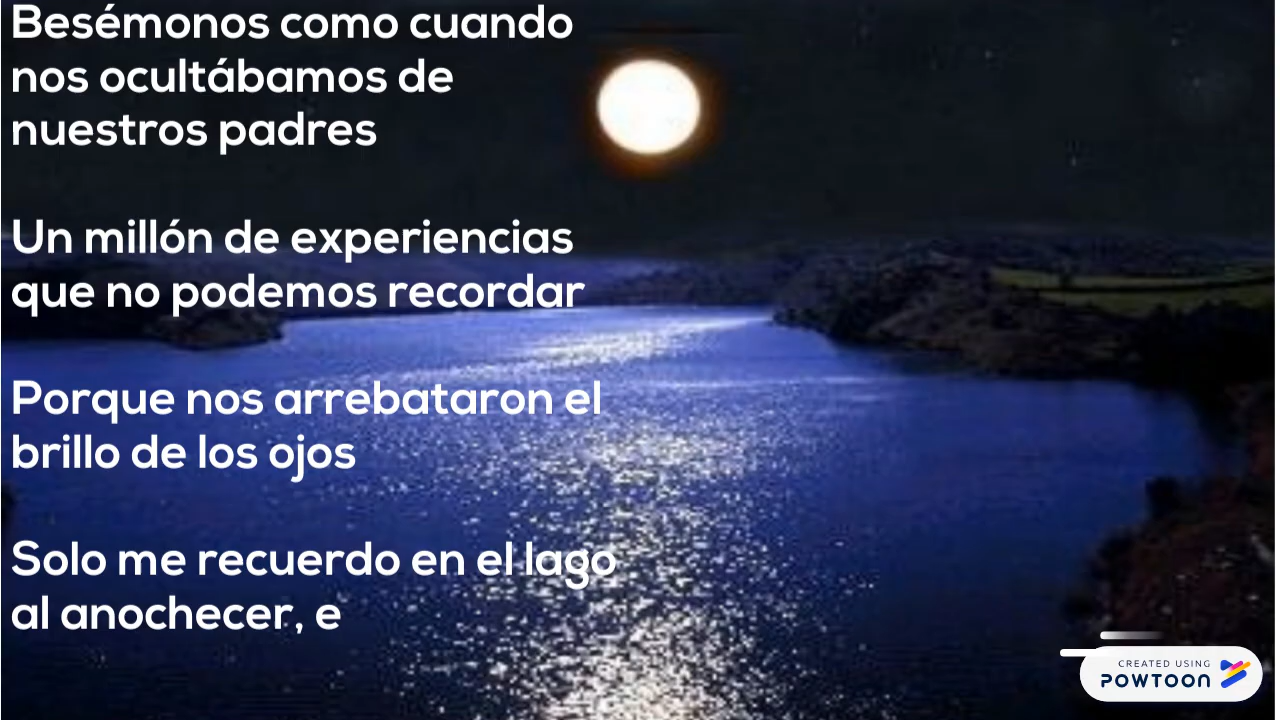 Besémonos como cuando
nos ocultábamos de
nuestros padres
Un millón de experiencias
que no podemos recordar
Porque nos arrebataron el
brillo de los ojos
Solo me recuerdo en el lago
al anochecer, e
CREATED USING
POWTOON